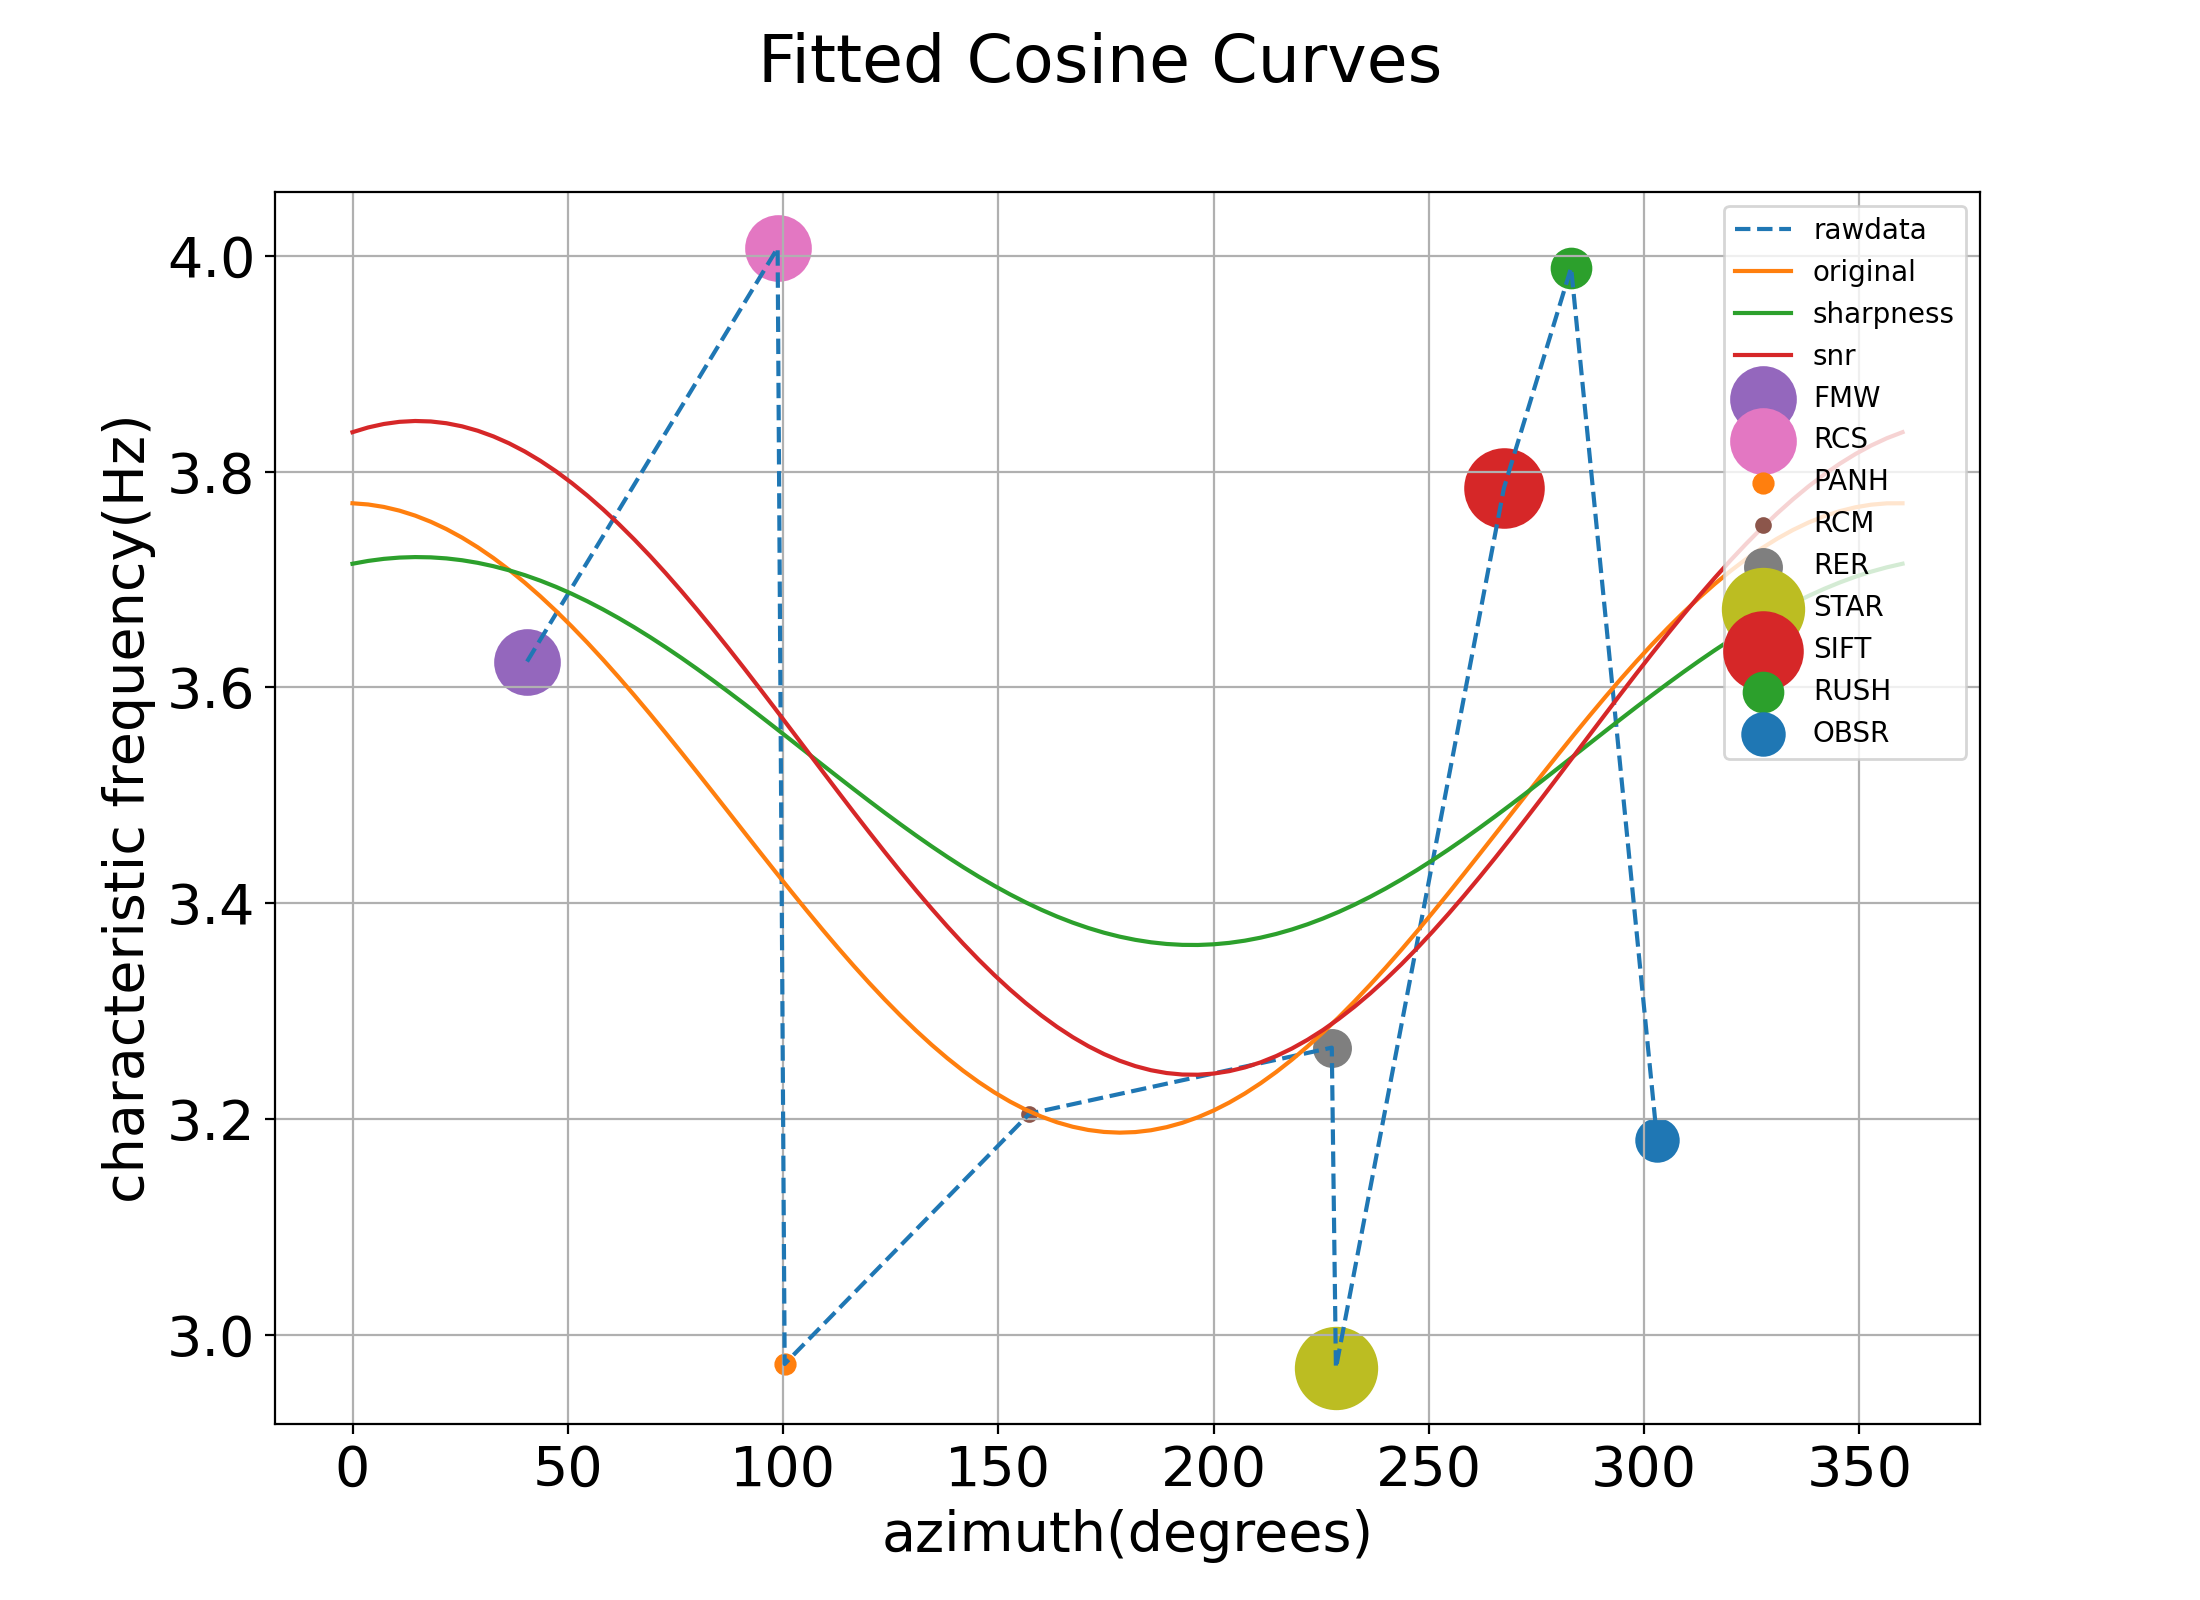 Fitted Cosine Curves
characteristic frequency(Hz)
4.0
3.8
3.6
3.4
3.2
3.0
rawdata
original
sharpness
snr
FMW
RCS
PANH
RCM
RER
STAR
SIFT
RUSH
OBSR
0 50 100 150 200 250 300 350
azimuth(degrees)